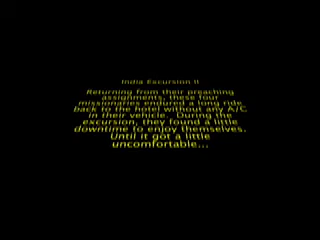 India Excursion II
Returning from their preaching
assignments, these four
missionaries endured a long ride
back to the hotel without any A/C
in their vehicle. During the
excursion, they found a little
downtime to enjoy themselves.
Until it got a little
uncomfortable...